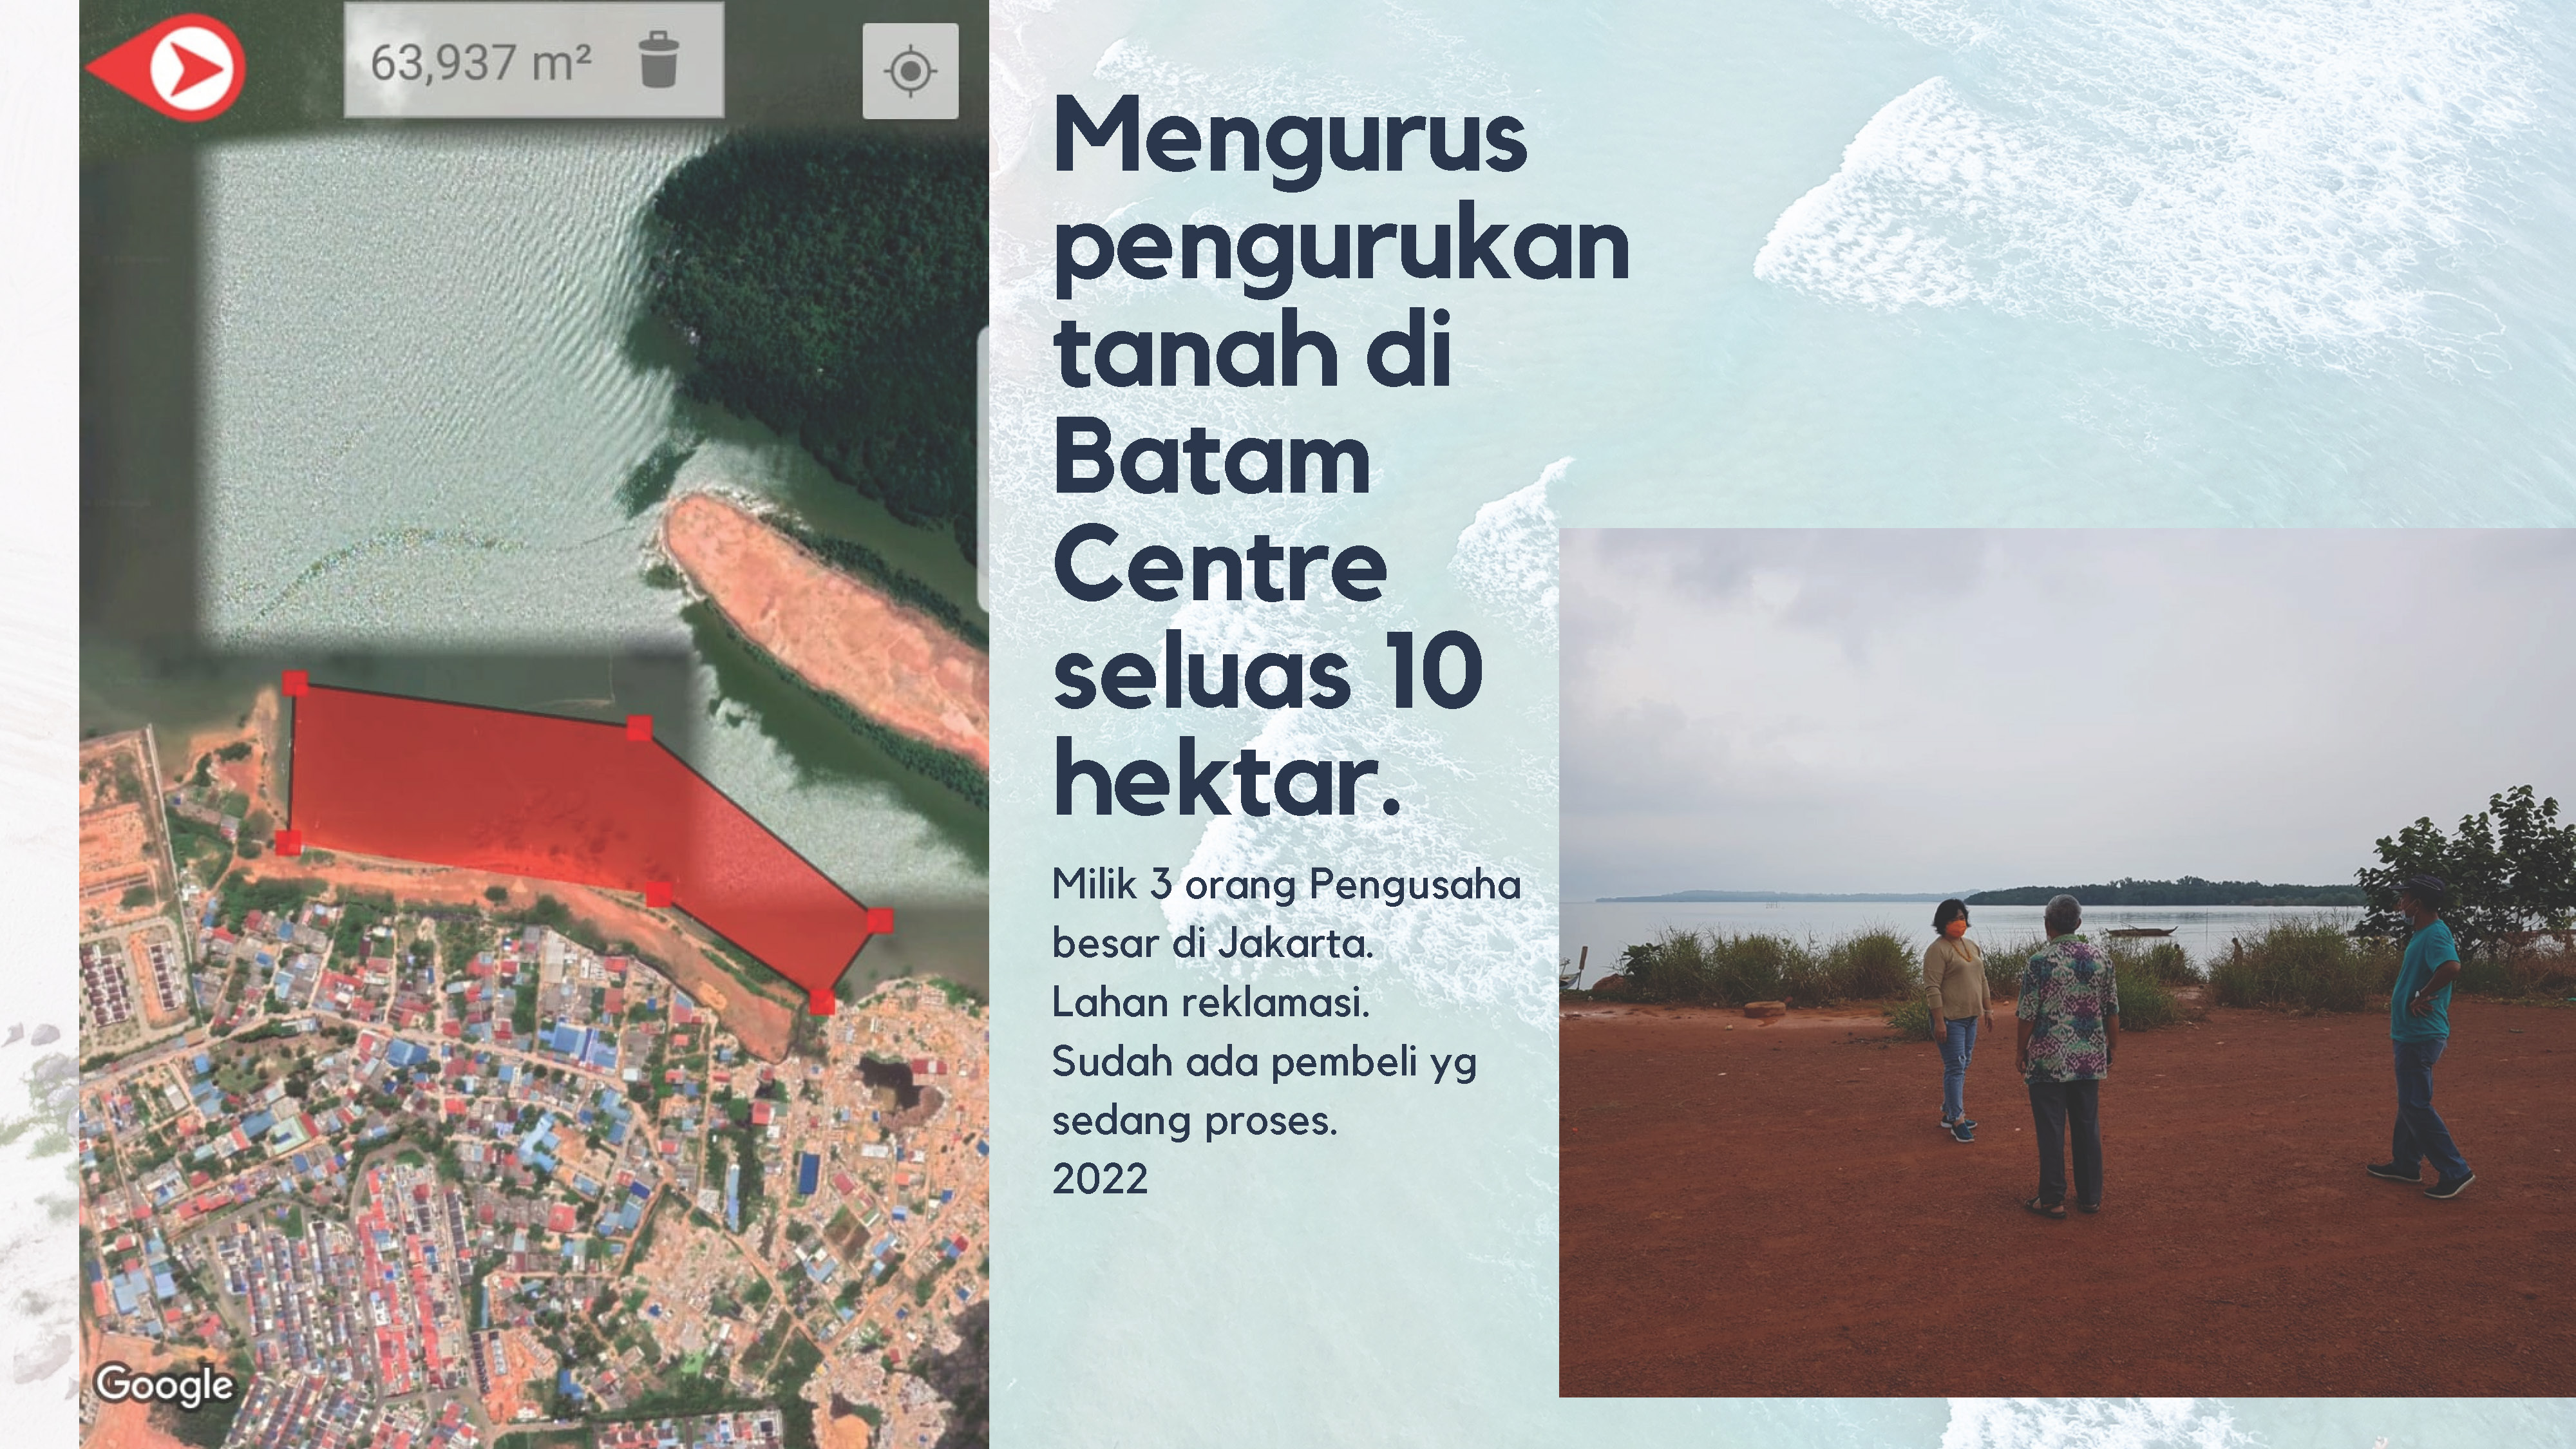 63,937 m²
Mengurus
pengurukan
tanah di
Batam
Centre
seluas 10
hektar.
Milik 3 orang Pengusaha
besar di Jakarta.
Lahan reklamasi.
Sudah ada pembeli yg
sedang proses.
2022
Google